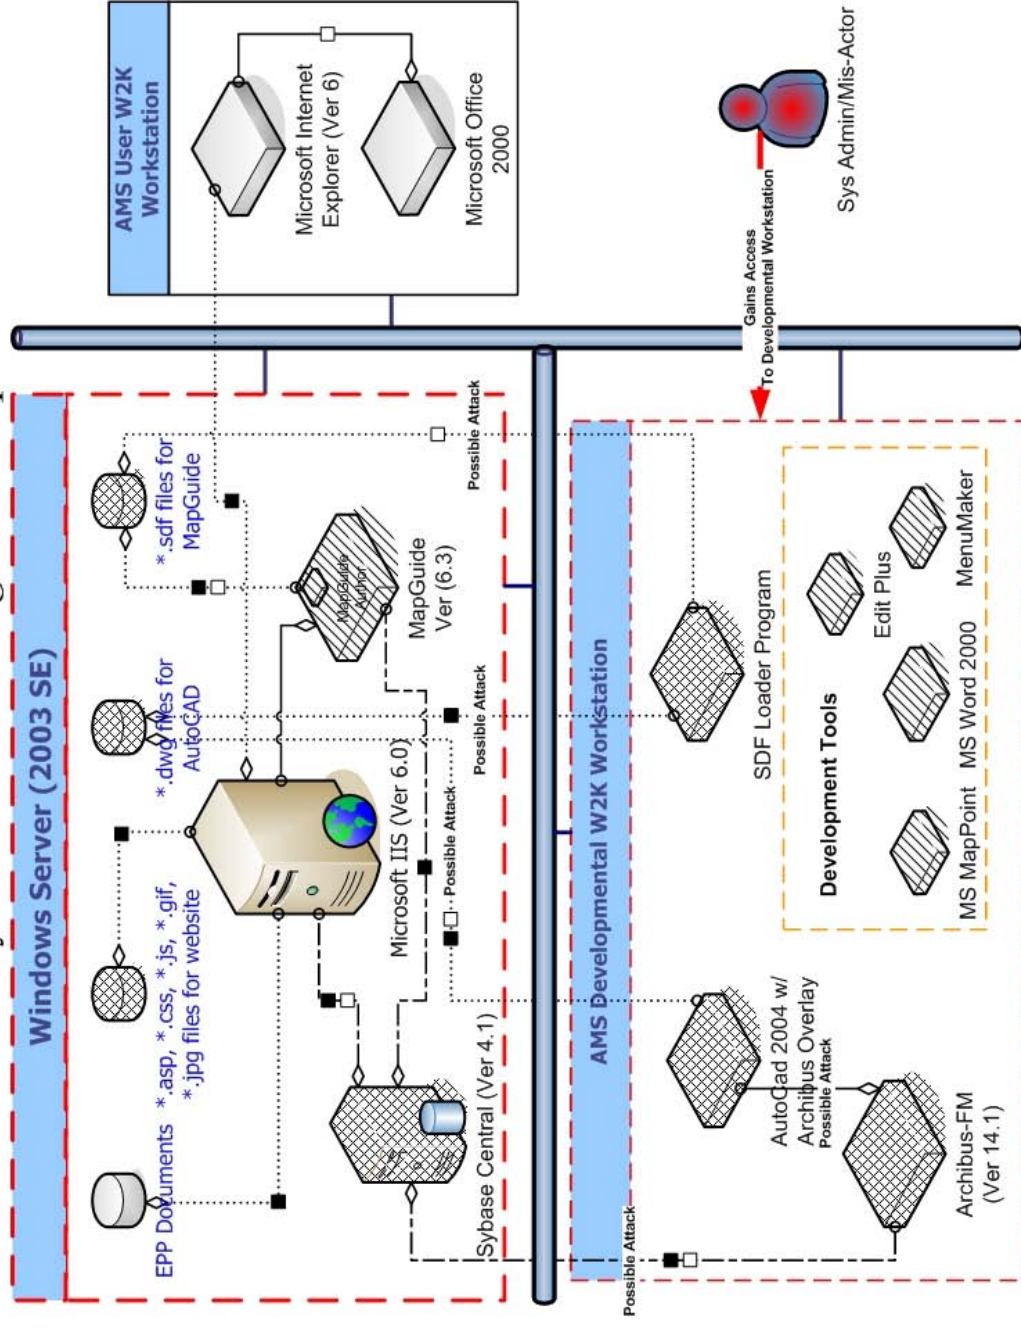 Windows Server (2003 SE)
EPP Documents
*.asp, *.css, *.js, *.gif,
*.jpg files for website
*.dwg files for
AutoCAD
*.sdf files for
MapGuide
Microsoft IIS (Ver 6.0)
MapGuide
Author
MapGuide
Ver (6.3)
Sybase Central (Ver 4.1)
Possible Attack
Possible Attack
Possible Attack
AMS User W2K
Workstation
Microsoft Internet
Explorer (Ver 6)
Microsoft Office
2000
AMS Developmental W2K Workstation
Possible Attack
AutoCad 2004 w/
Archibus Overlay
Possible Attack
Archibus-FM
(Ver 14.1)
SDF Loader Program
Development Tools
Edit Plus
MS MapPoint
MS Word 2000
MenuMaker
Gains Access
To Developmental Workstation
Sys Admin/Mis-Actor